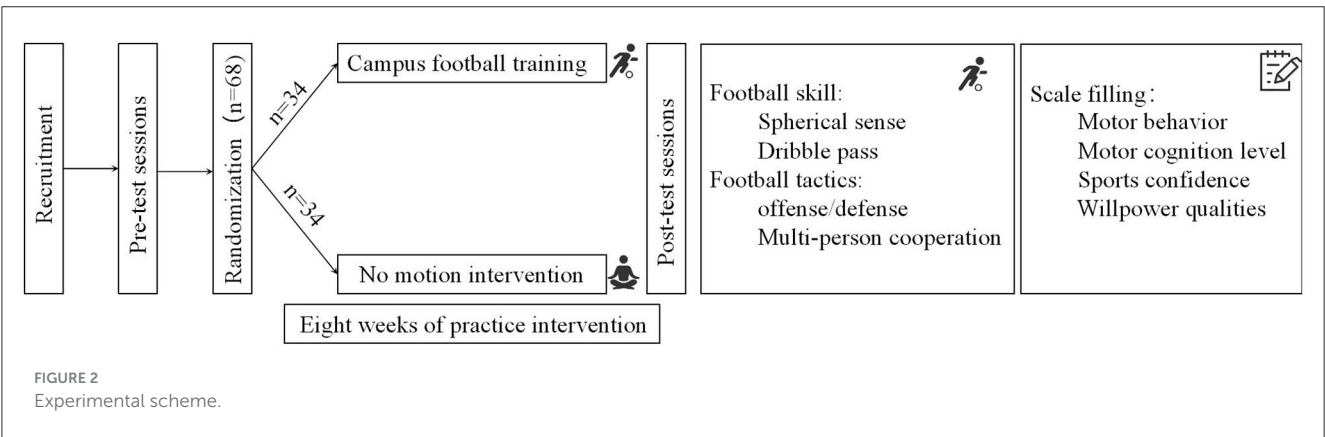 Recruitment
Pre-test sessions
Randomization (n=68)
n=34
n=34
Campus football training
No motion intervention
Eight weeks of practice intervention
Post-test sessions
Football skill:
Spherical sense
Dribble pass
Football tactics:
offense/defense
Multi-person cooperation
Scale filling:
Motor behavior
Motor cognition level
Sports confidence
Willpower qualities
FIGURE 2
Experimental scheme.